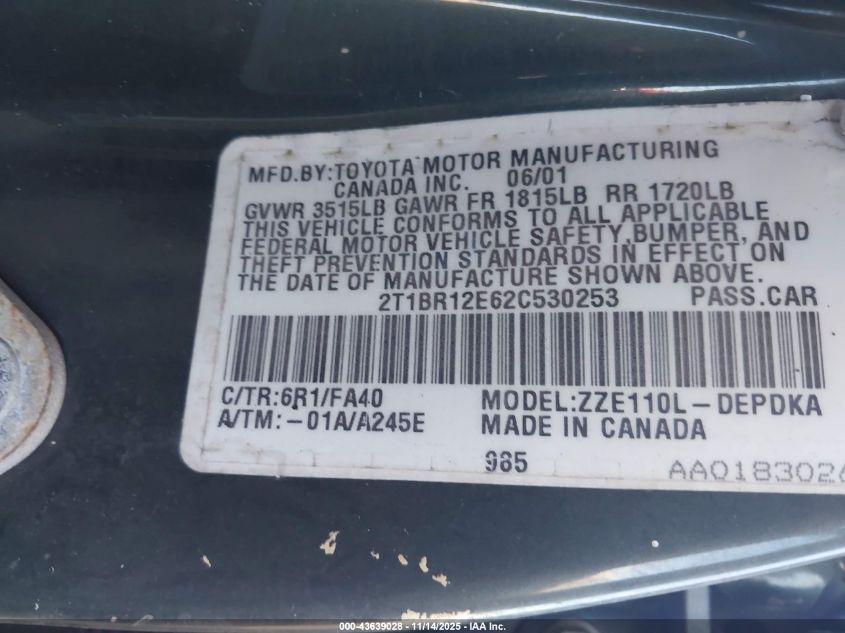 MFD.BY:TOYOTA MOTOR MANUFACTURING
CANADA INC. 06/01
GVWR 3515LB GAWR FR 1815LB RR 1720LB
THIS VEHICLE CONFORMS TO ALL APPLICABLE
FEDERAL MOTOR VEHICLE SAFETY,BUMPER, AND
THEFT PREVENTION STANDARDS IN EFFECT ON
THE DATE OF MANUFACTURE SHOWN ABOVE.
2T1BR12E62C530253 PASS.CAR
C/TR:6R1/FA40 MODEL:ZZE110L-DEPDKA
A/TM:-01A/A245E MADE IN CANADA
985
AA0183026
000-43639028 - 11/14/2025 - IAA Inc.